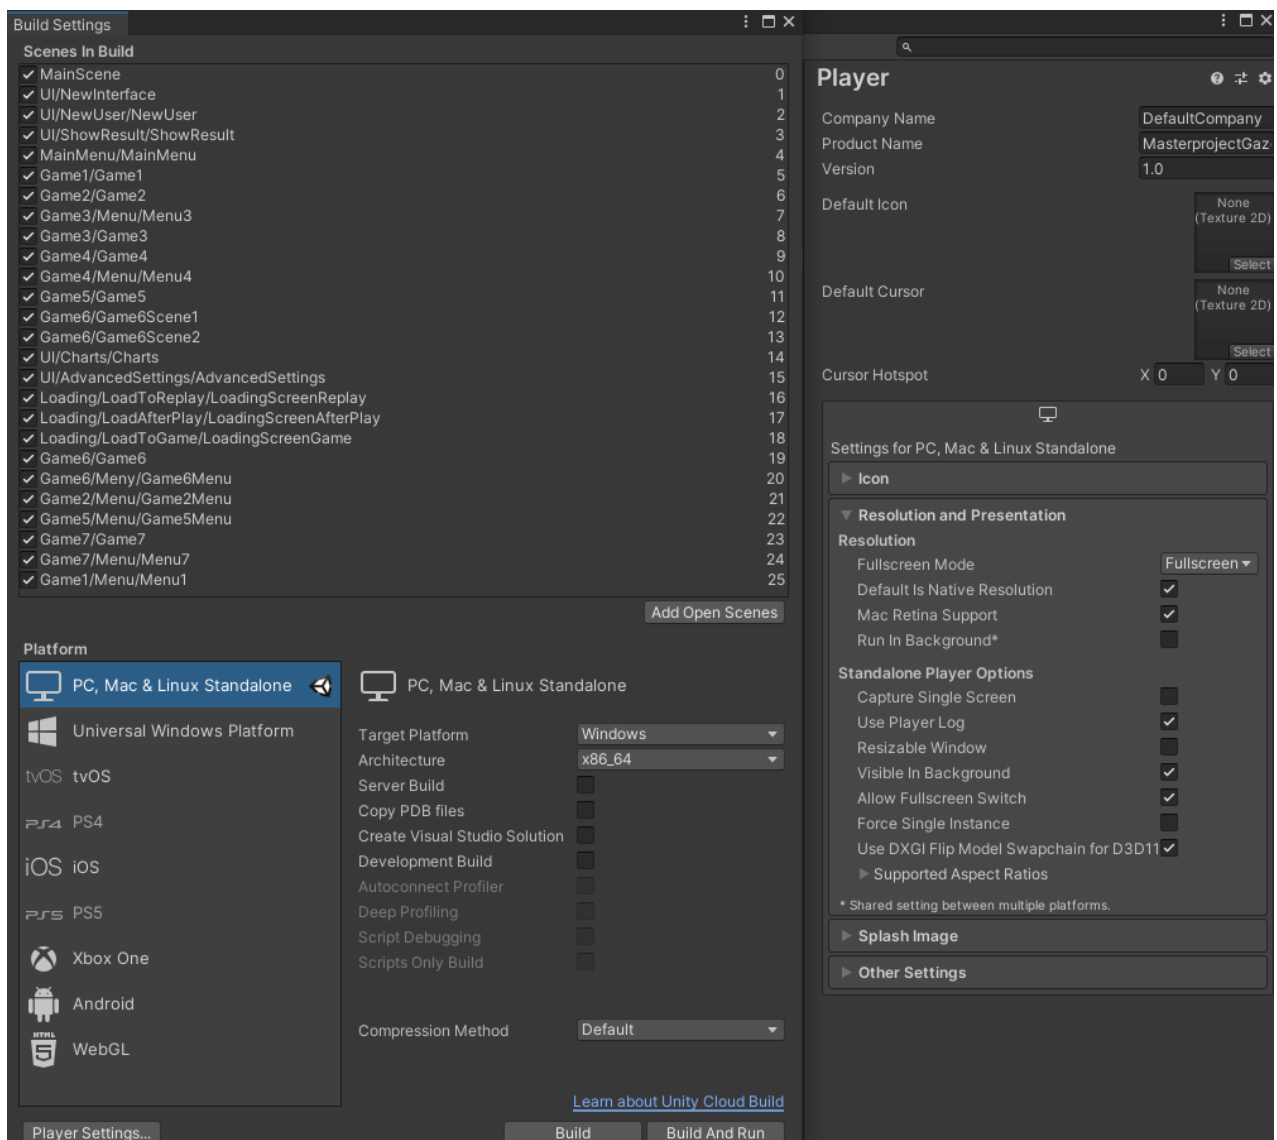 Build Settings
Scenes In Build
MainScene 0
UI/NewInterface 1
UI/NewUser/NewUser 2
UI/ShowResult/ShowResult 3
MainMenu/MainMenu 4
Game1/Game1 5
Game2/Game2 6
Game3/Menu/Menu3 7
Game3/Game3 8
Game4/Game4 9
Game4/Menu/Menu4 10
Game5/Game5 11
Game6/Game6Scene1 12
Game6/Game6Scene2 13
UI/Charts/Charts 14
UI/AdvancedSettings/AdvancedSettings 15
Loading/LoadToReplay/LoadingScreenReplay 16
Loading/LoadAfterPlay/LoadingScreenAfterPlay 17
Loading/LoadToGame/LoadingScreenGame 18
Game6/Game6 19
Game6/Meny/Game6Menu 20
Game2/Menu/Game2Menu 21
Game5/Menu/Game5Menu 22
Game7/Game7 23
Game7/Menu/Menu7 24
Game1/Menu/Menu1 25
Add Open Scenes
Platform
PC, Mac & Linux Standalone
Universal Windows Platform
tvOS tvOS
PS4 PS4
iOS iOS
PS5 PS5
Xbox One
Android
HTML 5 WebGL
PC, Mac & Linux Standalone
Target Platform Windows
Architecture x86_64
Server Build
Copy PDB files
Create Visual Studio Solution
Development Build
Autoconnect Profiler
Deep Profiling
Script Debugging
Scripts Only Build
Compression Method Default
Learn about Unity Cloud Build
Player Settings... Build Build And Run
Player
Company Name DefaultCompany
Product Name MasterprojectGaz
Version 1.0
Default Icon None
(Texture 2D)
Select
Default Cursor None
(Texture 2D)
Select
Cursor Hotspot X 0 Y 0
Settings for PC, Mac & Linux Standalone
Icon
Resolution and Presentation
Resolution
Fullscreen Mode Fullscreen
Default Is Native Resolution
Mac Retina Support
Run In Background*
Standalone Player Options
Capture Single Screen
Use Player Log
Resizable Window
Visible In Background
Allow Fullscreen Switch
Force Single Instance
Use DXGI Flip Model Swapchain for D3D11
Supported Aspect Ratios
* Shared setting between multiple platforms.
Splash Image
Other Settings